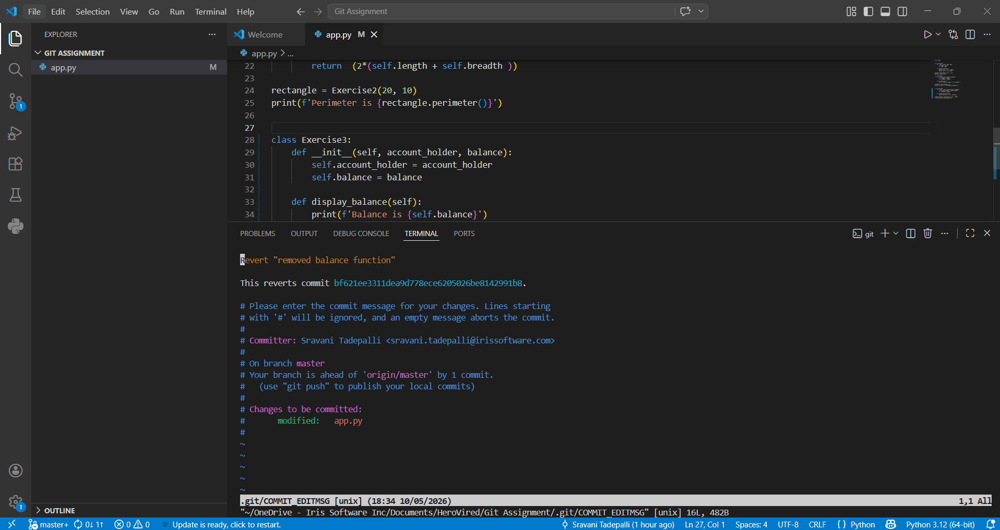 File Edit Selection View Go Run Terminal Help
Git Assignment
EXPLORER
GIT ASSIGNMENT
app.py M
1
1
OUTLINE
Welcome
app.py M
app.py > ...
22 return (2*(self.length + self.breadth ))
23
24 rectangle = Exercise2(20, 10)
25 print(f'Perimeter is {rectangle.perimeter()}')
26
27
28 class Exercise3:
29 def __init__(self, account_holder, balance):
30 self.account_holder = account_holder
31 self.balance = balance
32
33 def display_balance(self):
34 print(f'Balance is {self.balance}')
PROBLEMS OUTPUT DEBUG CONSOLE TERMINAL PORTS
git
Revert "removed balance function"
This reverts commit bf621ee3311dea9d778ece6205026be8142991b8.
# Please enter the commit message for your changes. Lines starting
# with '#' will be ignored, and an empty message aborts the commit.
#
# Committer: Sravani Tadepalli <sravani.tadepalli@irissoftware.com>
#
# On branch master
# Your branch is ahead of 'origin/master' by 1 commit.
#   (use "git push" to publish your local commits)
#
# Changes to be committed:
#       modified:   app.py
#
~
~
~
~
~
.git/COMMIT_EDITMSG [unix] (18:34 10/05/2026) 1,1 All
"~/OneDrive - Iris Software Inc/Documents/HeroVired/Git Assignment/.git/COMMIT_EDITMSG" [unix] 16L, 482B
master+ 0↓ 1↑ 0 0 Update is ready, click to restart. Sravani Tadepalli (1 hour ago) Ln 27, Col 1 Spaces: 4 UTF-8 CRLF {} Python Python 3.12 (64-bit)